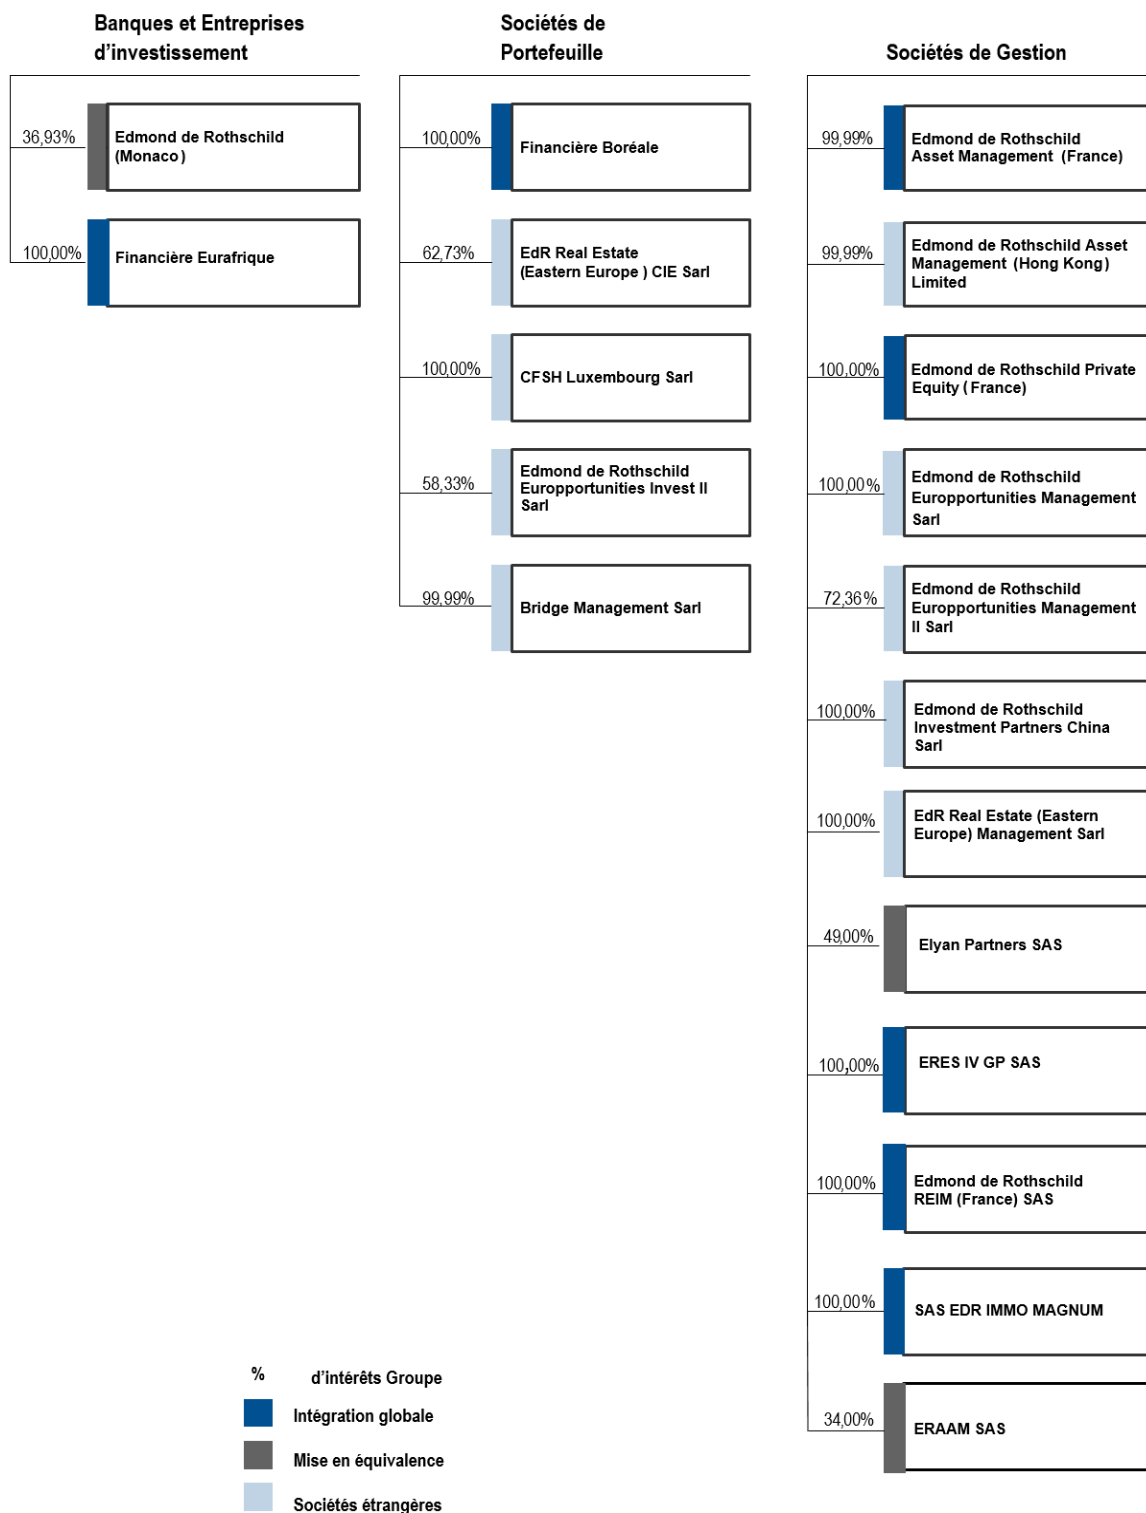 Banques et Entreprises
d'investissement
36,93%
Edmond de Rothschild
(Monaco)
100,00%
Financière Eurafrique
Sociétés de
Portefeuille
100,00%
Financière Boréale
62,73%
EdR Real Estate
(Eastern Europe ) CIE Sarl
100,00%
CFSH Luxembourg Sarl
58,33%
Edmond de Rothschild
Europportunities Invest II
Sarl
99,99%
Bridge Management Sarl
Sociétés de Gestion
99,99%
Edmond de Rothschild
Asset Management (France)
99,99%
Edmond de Rothschild Asset
Management (Hong Kong)
Limited
100,00%
Edmond de Rothschild Private
Equity (France)
100,00%
Edmond de Rothschild
Europportunities Management
Sarl
72,36%
Edmond de Rothschild
Europportunities Management
II Sarl
100,00%
Edmond de Rothschild
Investment Partners China
Sarl
100,00%
EdR Real Estate (Eastern
Europe) Management Sarl
49,00%
Elyan Partners SAS
100,00%
ERES IV GP SAS
100,00%
Edmond de Rothschild
REIM (France) SAS
100,00%
SAS EDR IMMO MAGNUM
34,00%
ERAAM SAS
% d'intérêts Groupe
Intégration globale
Mise en équivalence
Sociétés étrangères